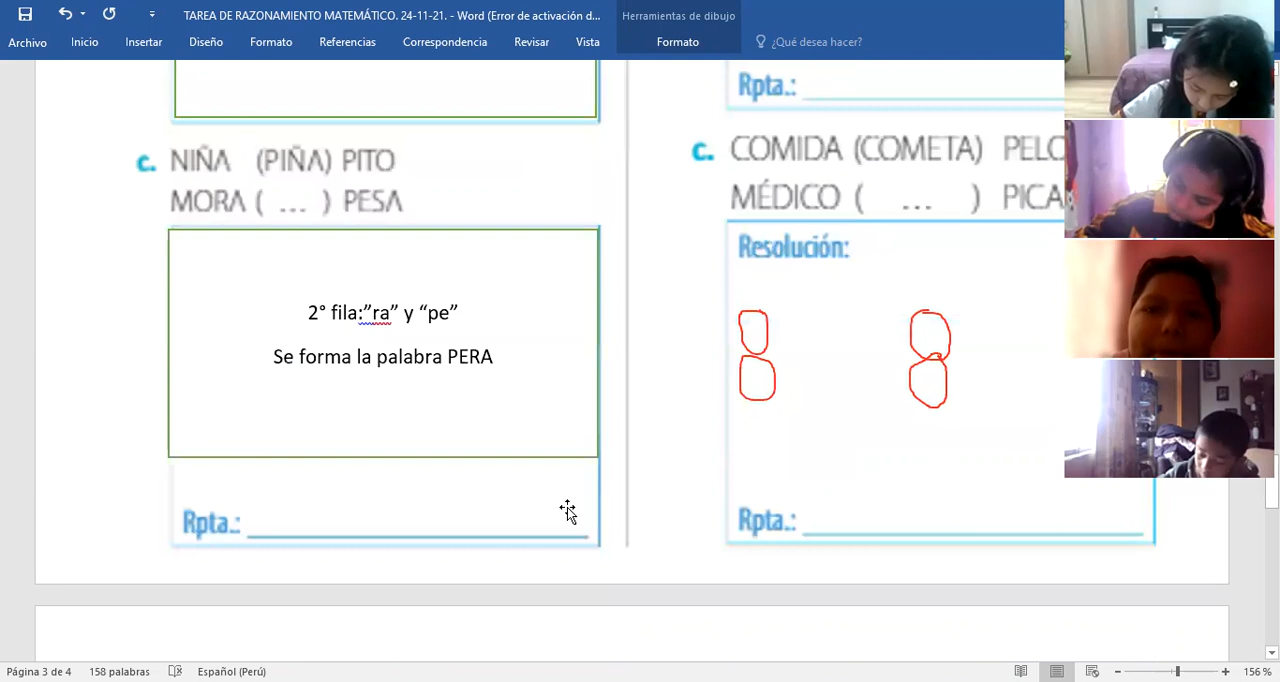 TAREA DE RAZONAMIENTO MATEMÁTICO. 24-11-21. - Word (Error de activación d...
Herramientas de dibujo
Archivo Inicio Insertar Diseño Formato Referencias Correspondencia Revisar Vista Formato ¿Qué desea hacer?
c. NIÑA (PIÑA) PITO
MORA ( ... ) PESA
2° fila:”ra” y “pe”
Se forma la palabra PERA
Rpta.:
Rpta.:
c. COMIDA (COMETA) PELO
MÉDICO ( ... ) PICA
Resolución:
Rpta.:
Página 3 de 4 158 palabras Español (Perú) 156 %